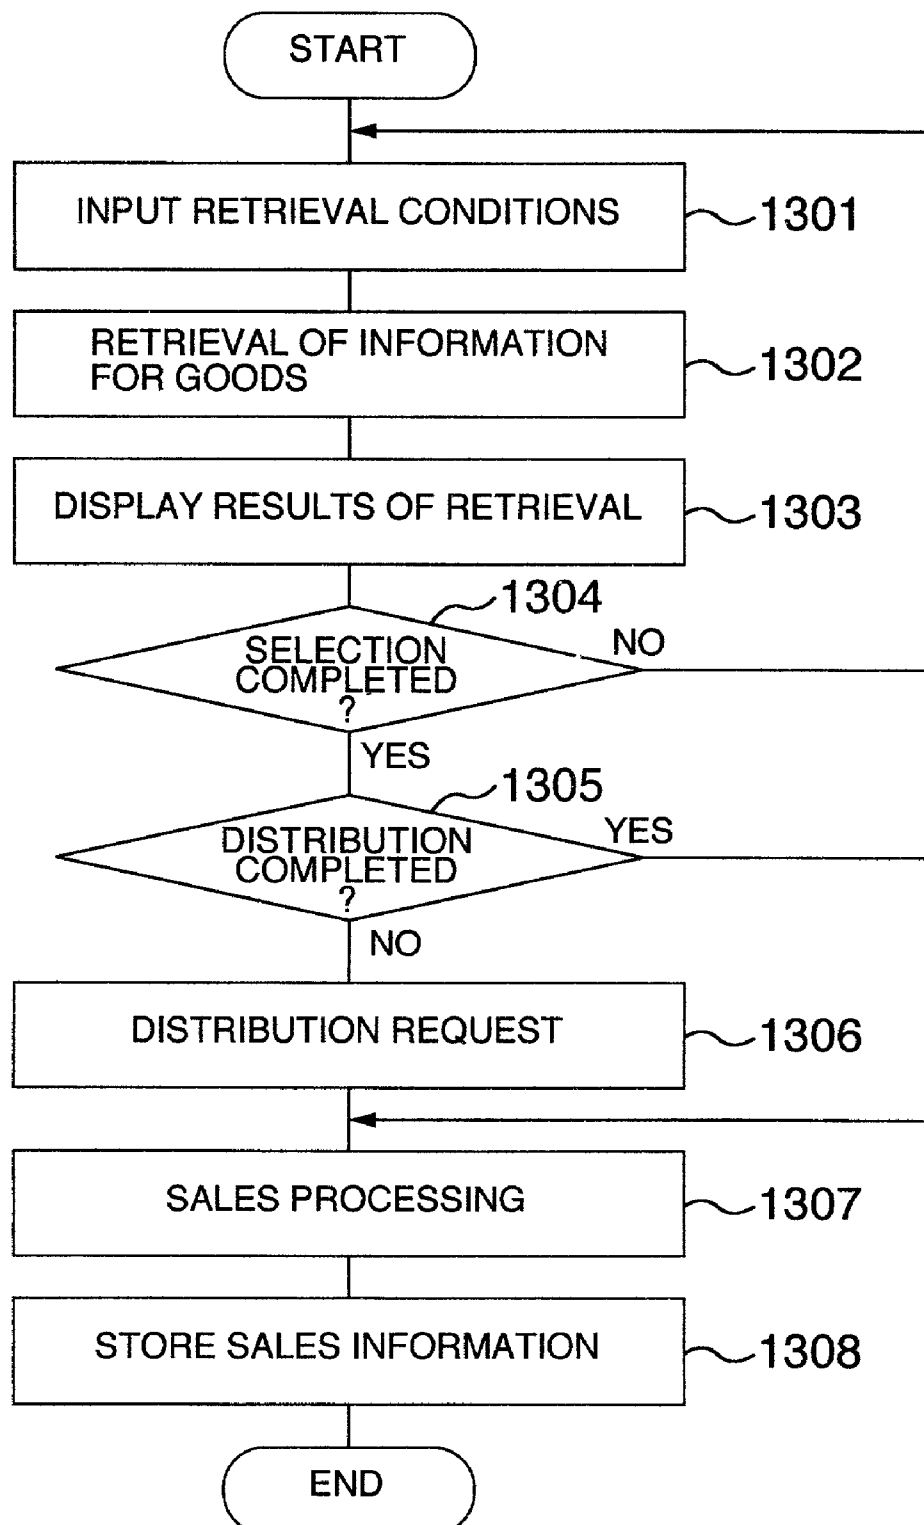 START
INPUT RETRIEVAL CONDITIONS
1301
RETRIEVAL OF INFORMATION
FOR GOODS
1302
DISPLAY RESULTS OF RETRIEVAL
1303
1304
SELECTION
COMPLETED
?
NO
YES
1305
DISTRIBUTION
COMPLETED
?
YES
NO
DISTRIBUTION REQUEST
1306
SALES PROCESSING
1307
STORE SALES INFORMATION
1308
END